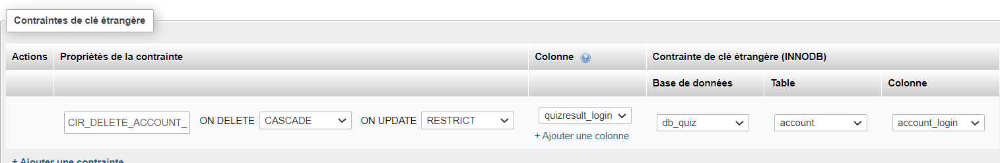 Contraintes de clé étrangère
Actions Propriétés de la contrainte Colonne Contrainte de clé étrangère (INNODB)
Base de données Table Colonne
CIR_DELETE_ACCOUNT_ ON DELETE CASCADE ON UPDATE RESTRICT quizresult_login db_quiz account account_login
+ Ajouter une colonne
+ Ajouter une contrainte